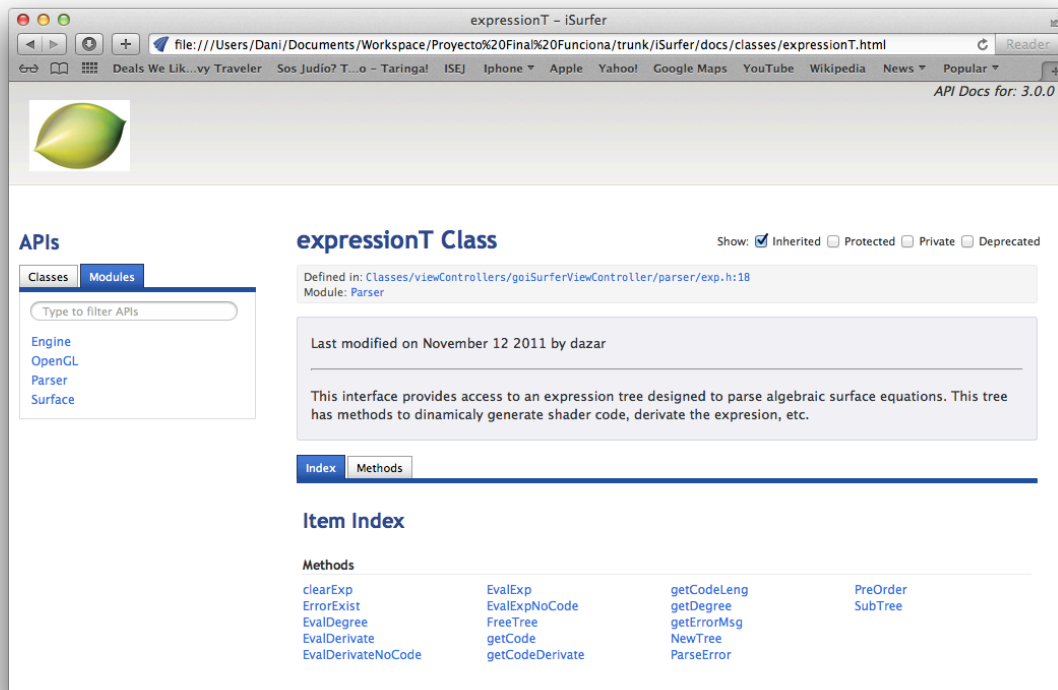 expressionT – iSurfer
file:///Users/Dani/Documents/Workspace/Proyecto%20Final%20Funciona/trunk/iSurfer/docs/classes/expressionT.html
Reader
Deals We Lik...vy Traveler Sos Judío? T...o – Taringa! ISEJ Iphone Apple Yahoo! Google Maps YouTube Wikipedia News Popular
API Docs for: 3.0.0
APIs
Classes Modules
Type to filter APIs
Engine
OpenGL
Parser
Surface
expressionT Class
Show: Inherited Protected Private Deprecated
Defined in: Classes/viewControllers/goiSurferViewController/parser/exp.h:18
Module: Parser
Last modified on November 12 2011 by dazar
This interface provides access to an expression tree designed to parse algebraic surface equations. This tree
has methods to dinamicaly generate shader code, derivate the expresion, etc.
Index Methods
Item Index
Methods
clearExp
ErrorExist
EvalDegree
EvalDerivate
EvalDerivateNoCode
EvalExp
EvalExpNoCode
FreeTree
getCode
getCodeDerivate
getCodeLeng
getDegree
getErrorMsg
NewTree
ParseError
PreOrder
SubTree